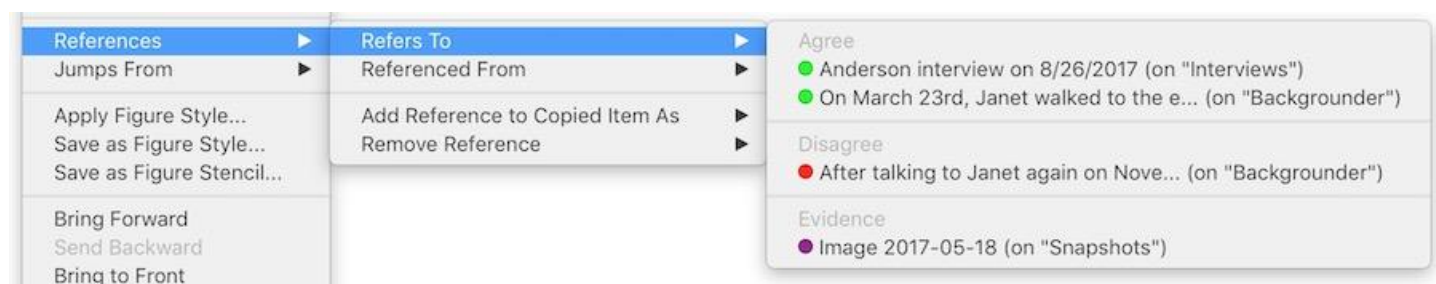 References
Jumps From
Apply Figure Style...
Save as Figure Style...
Save as Figure Stencil...
Bring Forward
Send Backward
Bring to Front
Refers To
Referenced From
Add Reference to Copied Item As
Remove Reference
Agree
Anderson interview on 8/26/2017 (on "Interviews")
On March 23rd, Janet walked to the e... (on "Backgrounder")
Disagree
After talking to Janet again on Nove... (on "Backgrounder")
Evidence
Image 2017-05-18 (on "Snapshots")